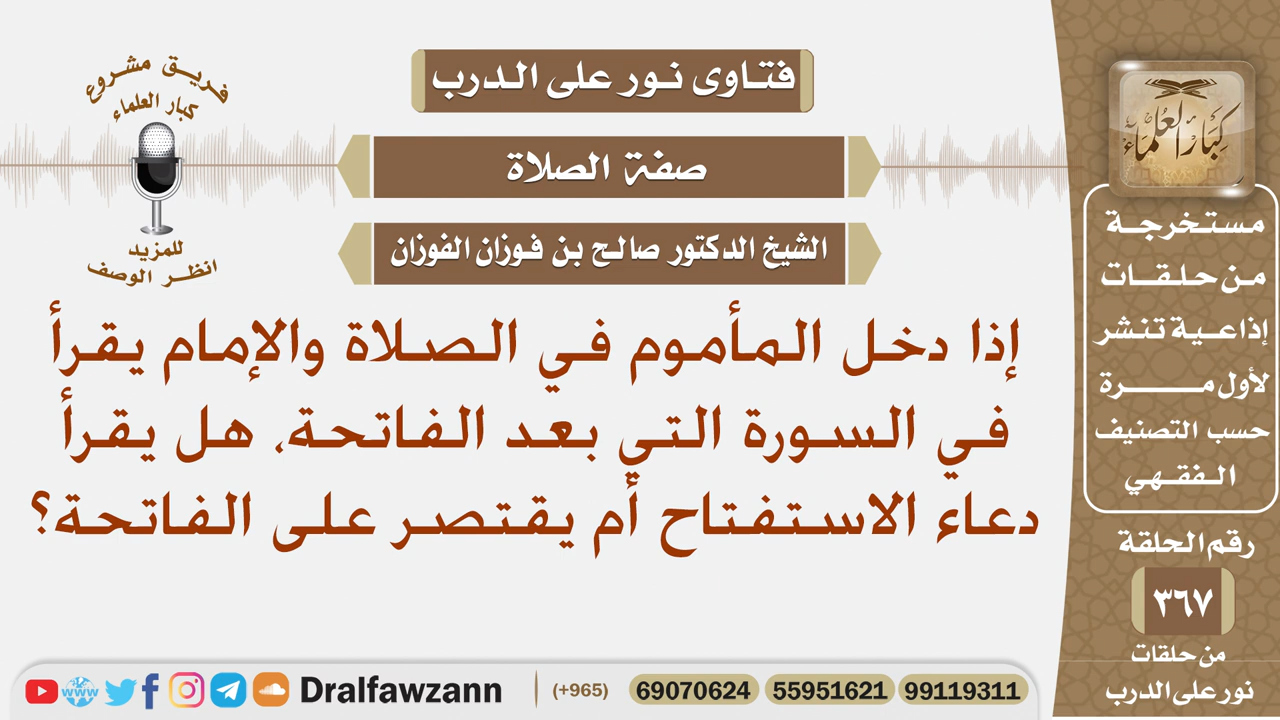 فتاوى نور على الدرب
صفة الصلاة
الشيخ الدكتور صالح بن فوزان الفوزان
إذا دخل المأموم في الصلاة والإمام يقرأ
في السورة التي بعد الفاتحة، هل يقرأ
دعاء الاستفتاح أم يقتصر على الفاتحة؟
كبار العلماء
مستخرجة
من حلقات
إذاعية تنشر
لأول مرة
حسب التصنيف
الفقهي
رقم الحلقة
٣٦٧
من حلقات
نور على الدرب
فريق مشروع
كبار العلماء
للمزيد
انظر الوصف
www Dralfawzann (+965) 69070624 55951621 99119311